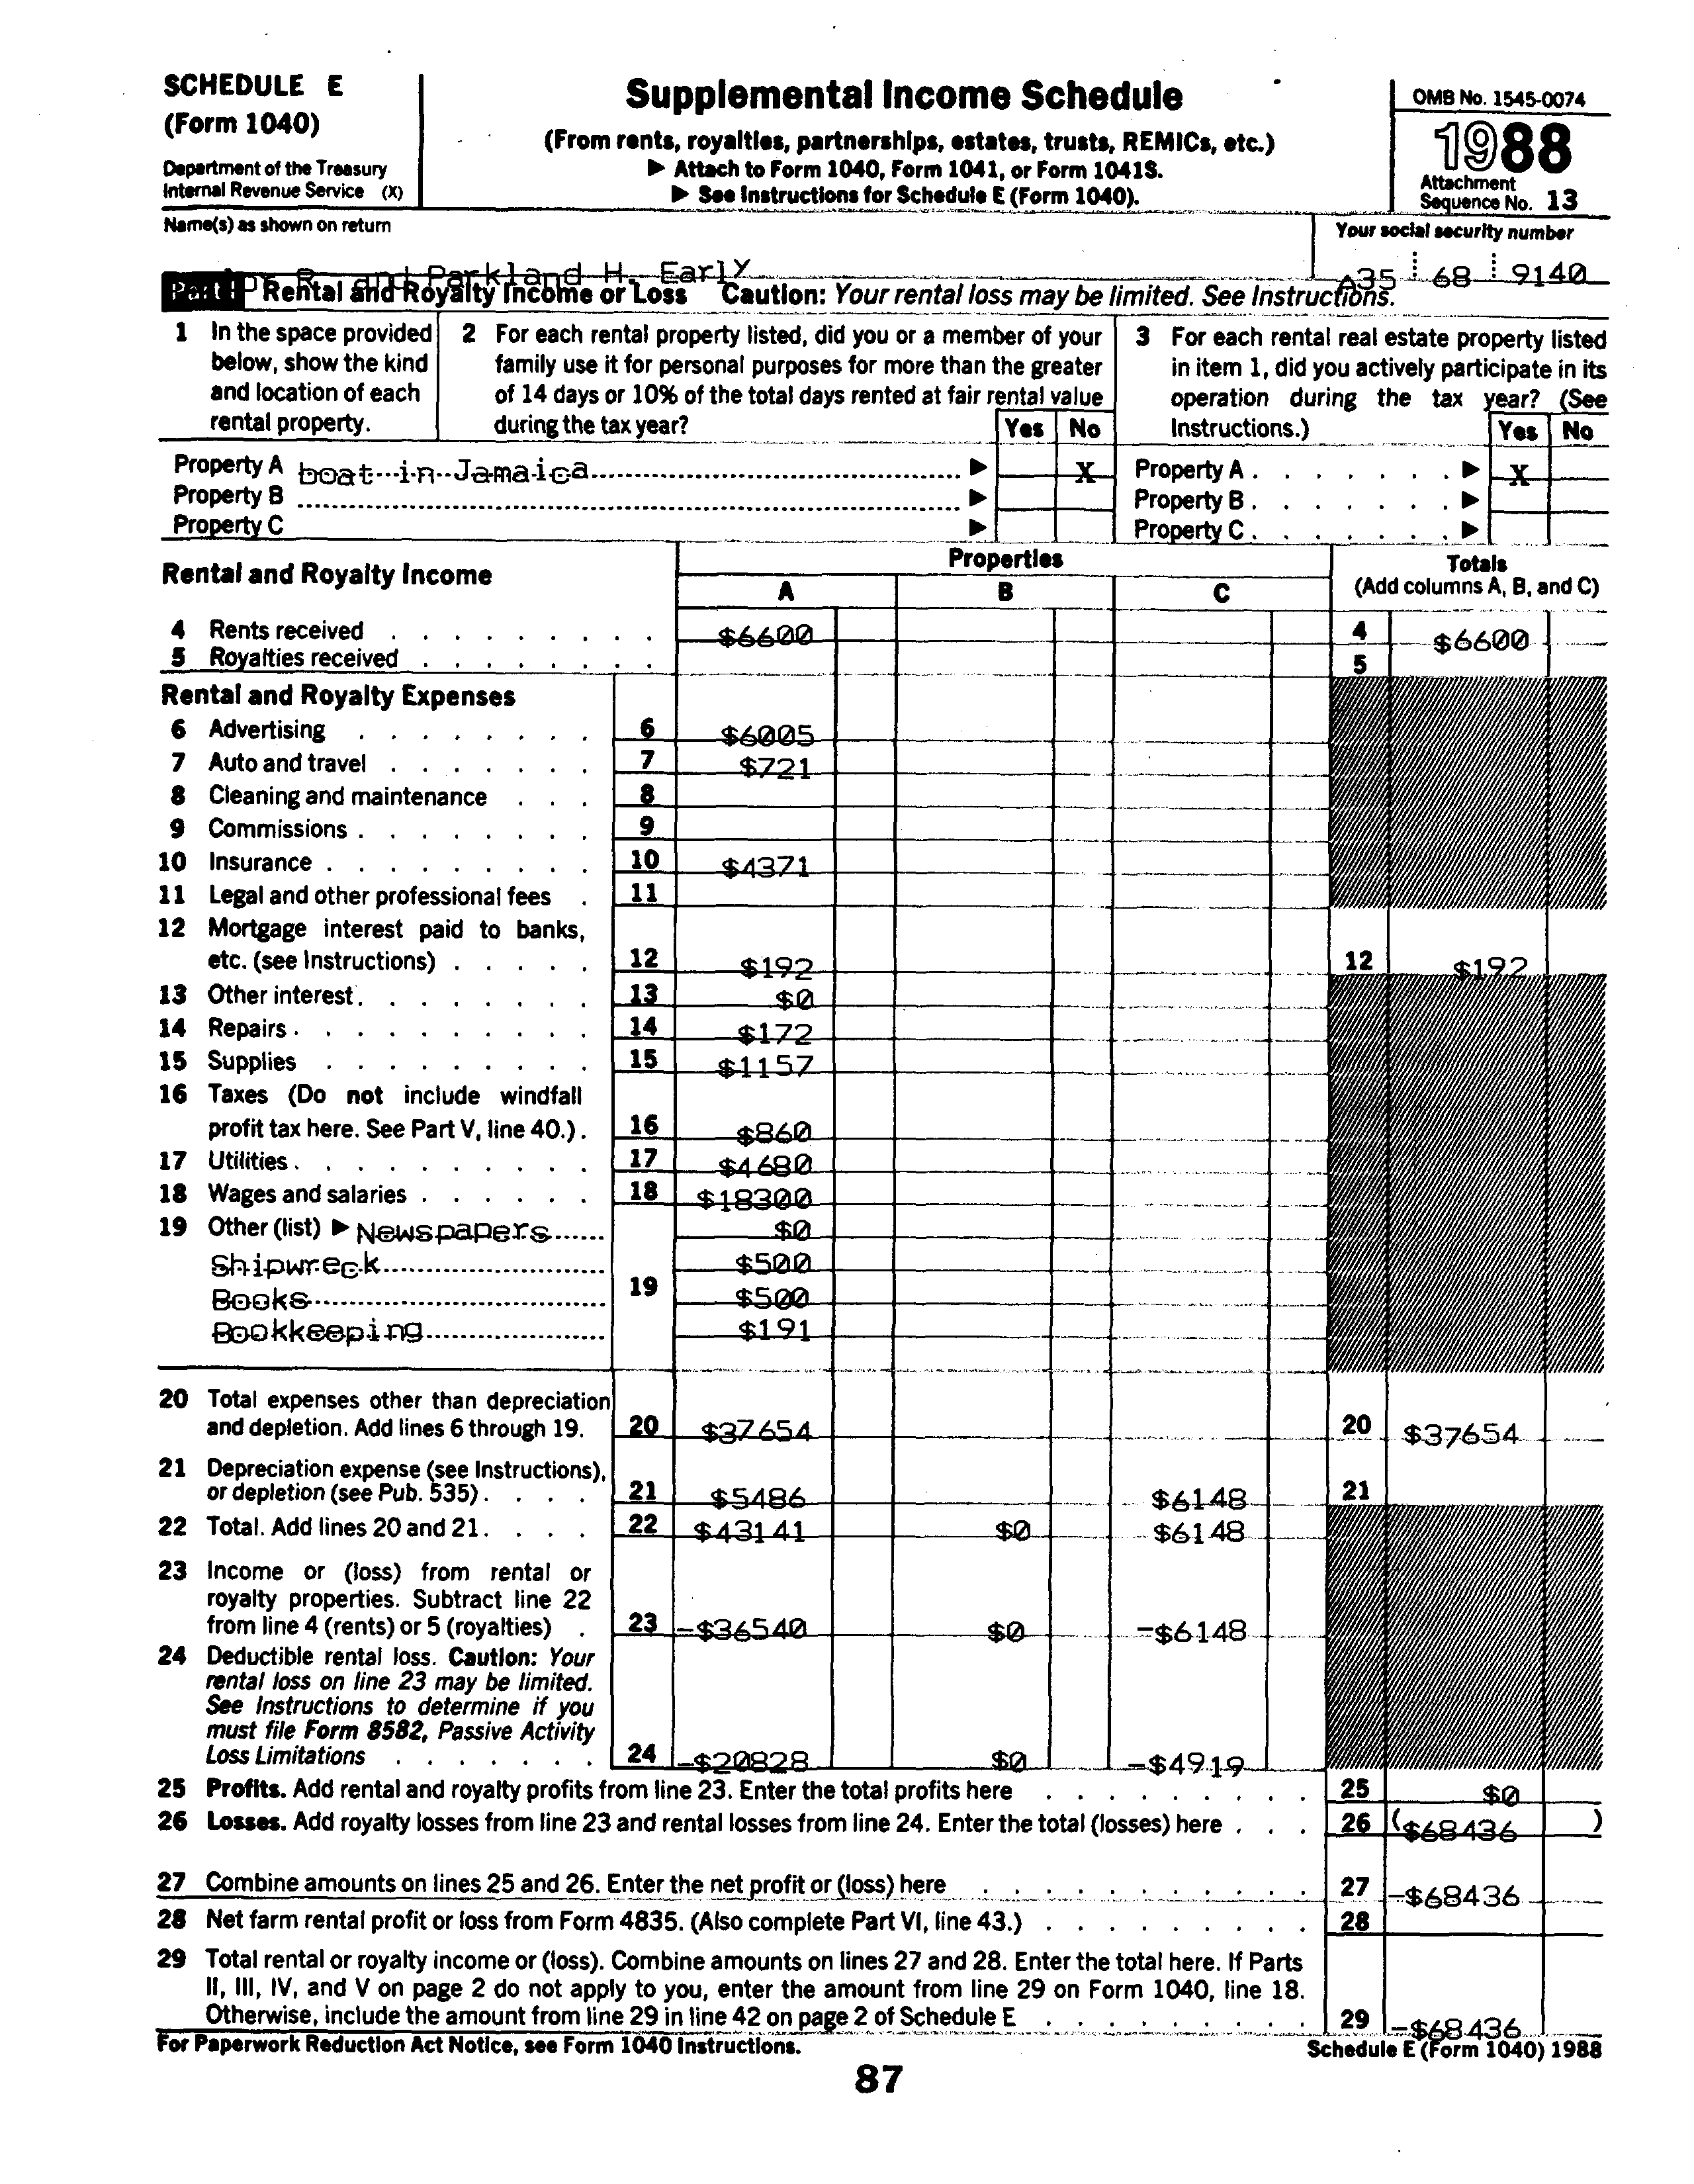 SCHEDULE E
(Form 1040)
Department of the Treasury
Internal Revenue Service (X)
Supplemental Income Schedule
(From rents, royalties, partnerships, estates, trusts, REMICs, etc.)
▶ Attach to Form 1040, Form 1041, or Form 1041S.
▶ See Instructions for Schedule E (Form 1040).
OMB No. 1545-0074
1988
Attachment
Sequence No. 13
Name(s) as shown on return
Your social security number
and Parkland H. Early
A35 68 9140
Part I Rental and Royalty Income or Loss Caution: Your rental loss may be limited. See Instructions.
1 In the space provided below, show the kind and location of each rental property.
2 For each rental property listed, did you or a member of your family use it for personal purposes for more than the greater of 14 days or 10% of the total days rented at fair rental value during the tax year?
Yes No
3 For each rental real estate property listed in item 1, did you actively participate in its operation during the tax year? (See Instructions.)
Yes No
Property A boat in Jamaica ▶ X Property A ▶ X
Property B ▶ Property B ▶
Property C ▶ Property C ▶
Rental and Royalty Income
Properties
A B C
Totals
(Add columns A, B, and C)
4 Rents received $6600 4 $6600
5 Royalties received 5
Rental and Royalty Expenses
6 Advertising 6 $6005
7 Auto and travel 7 $721
8 Cleaning and maintenance 8
9 Commissions 9
10 Insurance 10 $4371
11 Legal and other professional fees 11
12 Mortgage interest paid to banks,
etc. (see Instructions) 12 $192 12 $192
13 Other interest 13 $0
14 Repairs 14 $172
15 Supplies 15 $1157
16 Taxes (Do not include windfall
profit tax here. See Part V, line 40.) 16 $860
17 Utilities 17 $4680
18 Wages and salaries 18 $18300
19 Other (list) ▶ Newspapers $0
Shipwreck $500
19
Books $500
Bookkeeping $191
20 Total expenses other than depreciation
and depletion. Add lines 6 through 19. 20 $37654 20 $37654
21 Depreciation expense (see Instructions),
or depletion (see Pub. 535) 21 $5486 $6148 21
22 Total. Add lines 20 and 21 22 $43141 $0 $6148
23 Income or (loss) from rental or
royalty properties. Subtract line 22
from line 4 (rents) or 5 (royalties) 23 -$36540 $0 -$6148
24 Deductible rental loss. Caution: Your
rental loss on line 23 may be limited.
See Instructions to determine if you
must file Form 8582, Passive Activity
Loss Limitations 24 -$20828 $0 -$4919
25 Profits. Add rental and royalty profits from line 23. Enter the total profits here 25 $0
26 Losses. Add royalty losses from line 23 and rental losses from line 24. Enter the total (losses) here 26 ($68436)
27 Combine amounts on lines 25 and 26. Enter the net profit or (loss) here 27 -$68436
28 Net farm rental profit or loss from Form 4835. (Also complete Part VI, line 43.) 28
29 Total rental or royalty income or (loss). Combine amounts on lines 27 and 28. Enter the total here. If Parts
II, III, IV, and V on page 2 do not apply to you, enter the amount from line 29 on Form 1040, line 18.
Otherwise, include the amount from line 29 in line 42 on page 2 of Schedule E 29 -$68436
For Paperwork Reduction Act Notice, see Form 1040 Instructions.
Schedule E (Form 1040) 1988
87